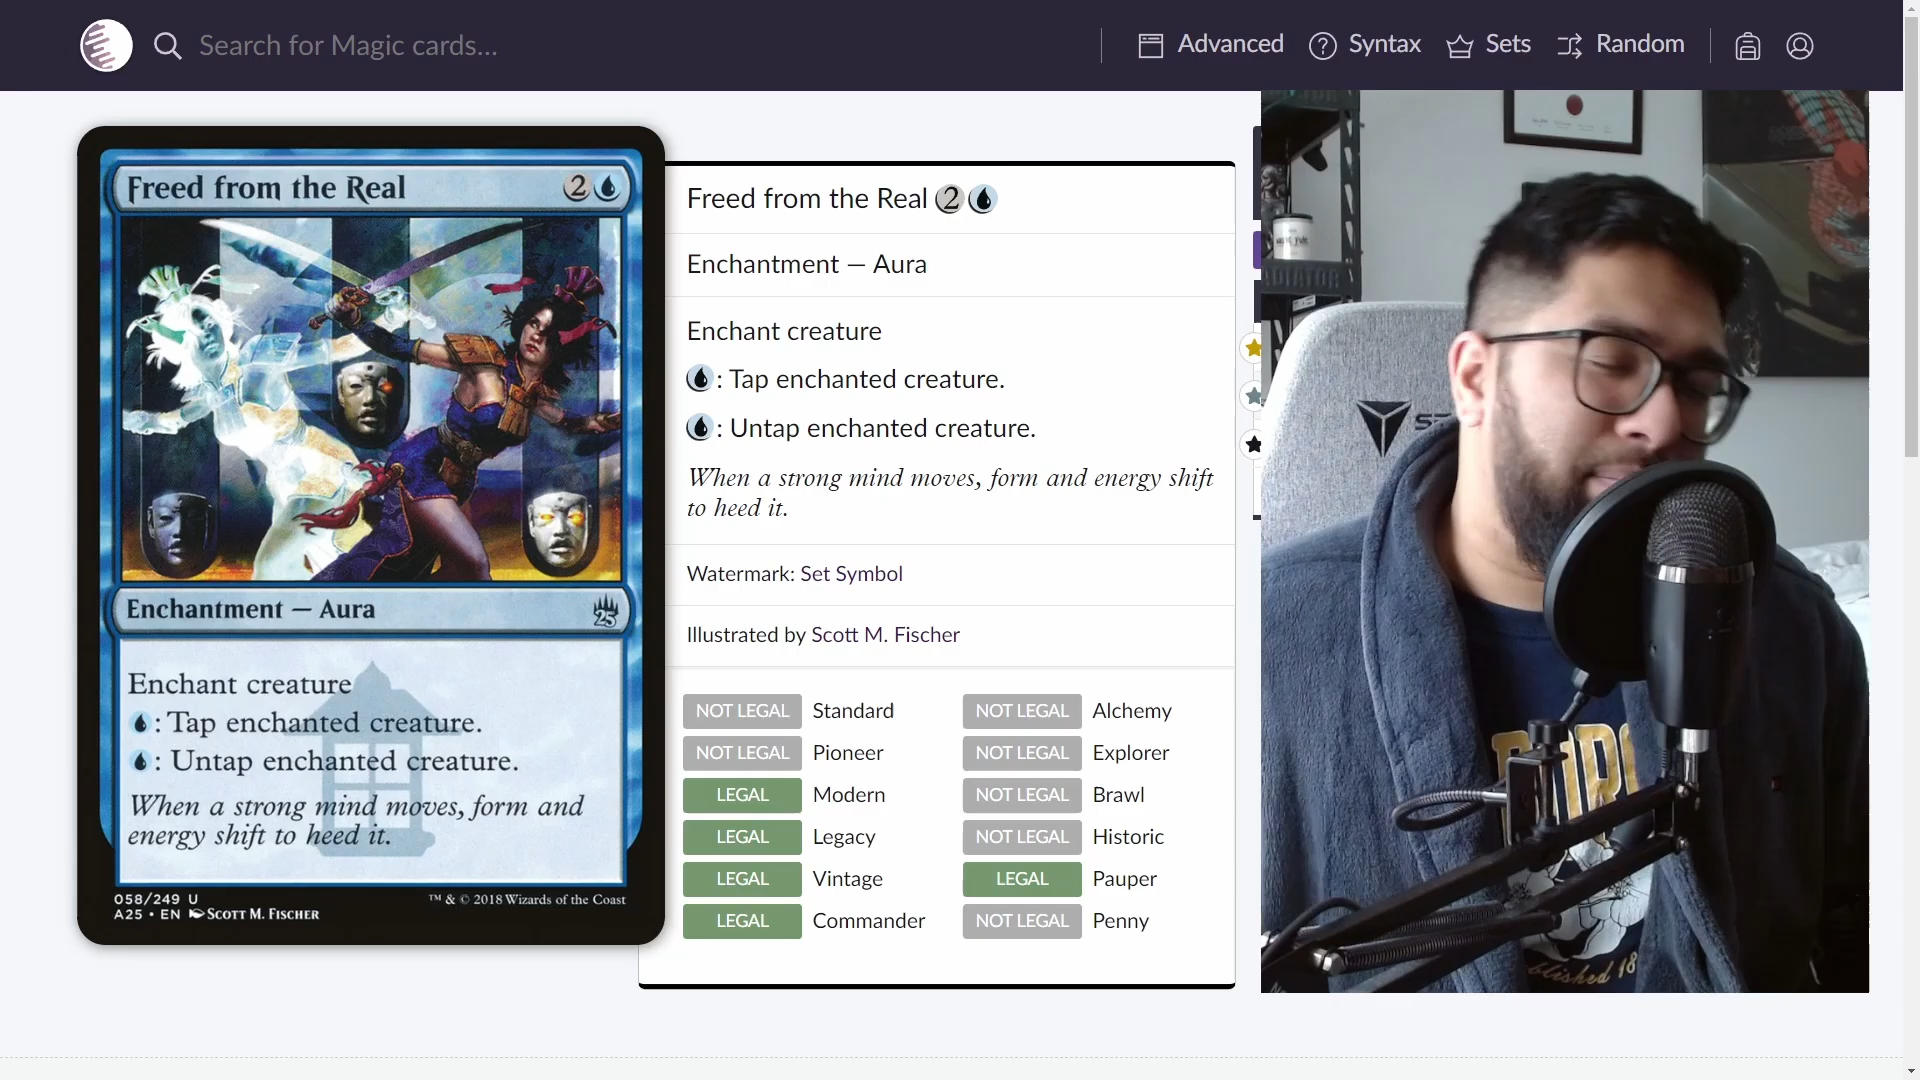 Search for Magic cards...
Advanced
Syntax
Sets
Random
Freed from the Real 2
Enchantment — Aura
25
Enchant creature
: Tap enchanted creature.
: Untap enchanted creature.
When a strong mind moves, form and
energy shift to heed it.
058/249 U
A25 • EN Scott M. Fischer
™ & © 2018 Wizards of the Coast
Freed from the Real 2
Enchantment — Aura
Enchant creature
: Tap enchanted creature.
: Untap enchanted creature.
When a strong mind moves, form and energy shift
to heed it.
Watermark: Set Symbol
Illustrated by Scott M. Fischer
NOT LEGAL Standard NOT LEGAL Alchemy
NOT LEGAL Pioneer NOT LEGAL Explorer
LEGAL Modern NOT LEGAL Brawl
LEGAL Legacy NOT LEGAL Historic
LEGAL Vintage LEGAL Pauper
LEGAL Commander NOT LEGAL Penny